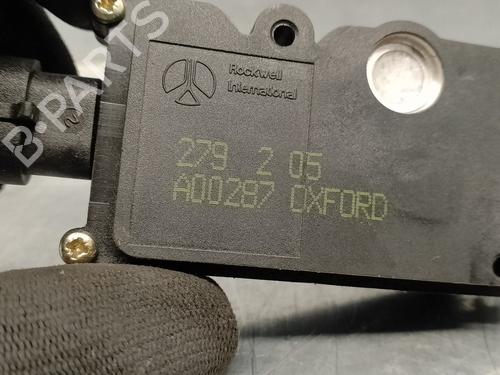 B-PARTS
Rockwell
International
279 2 05
A00287 OXFORD